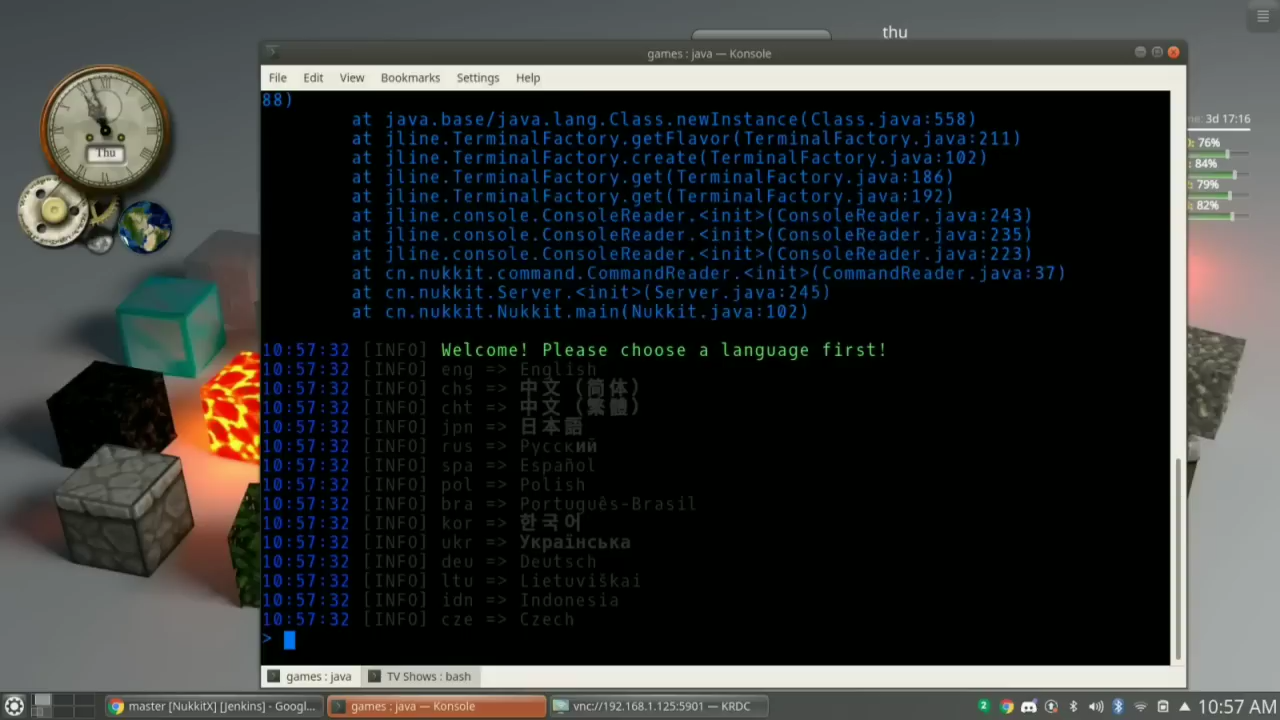 thu
games : java — Konsole
File Edit View Bookmarks Settings Help
88)
at java.base/java.lang.Class.newInstance(Class.java:558)
at jline.TerminalFactory.getFlavor(TerminalFactory.java:211)
at jline.TerminalFactory.create(TerminalFactory.java:102)
at jline.TerminalFactory.get(TerminalFactory.java:186)
at jline.TerminalFactory.get(TerminalFactory.java:192)
at jline.console.ConsoleReader.<init>(ConsoleReader.java:243)
at jline.console.ConsoleReader.<init>(ConsoleReader.java:235)
at jline.console.ConsoleReader.<init>(ConsoleReader.java:223)
at cn.nukkit.command.CommandReader.<init>(CommandReader.java:37)
at cn.nukkit.Server.<init>(Server.java:245)
at cn.nukkit.Nukkit.main(Nukkit.java:102)
10:57:32 [INFO] Welcome! Please choose a language first!
10:57:32 [INFO] eng => English
10:57:32 [INFO] chs => 中文（简体）
10:57:32 [INFO] cht => 中文（繁體）
10:57:32 [INFO] jpn => 日本語
10:57:32 [INFO] rus => Русский
10:57:32 [INFO] spa => Español
10:57:32 [INFO] pol => Polish
10:57:32 [INFO] bra => Português-Brasil
10:57:32 [INFO] kor => 한국어
10:57:32 [INFO] ukr => Українська
10:57:32 [INFO] deu => Deutsch
10:57:32 [INFO] ltu => Lietuviškai
10:57:32 [INFO] idn => Indonesia
10:57:32 [INFO] cze => Czech
>
games : java TV Shows : bash
Thu
3d 17:16
76%
84%
79%
82%
master [NukkitX] [Jenkins] - Googl... games : java — Konsole vnc://192.168.1.125:5901 — KRDC 2 10:57 AM